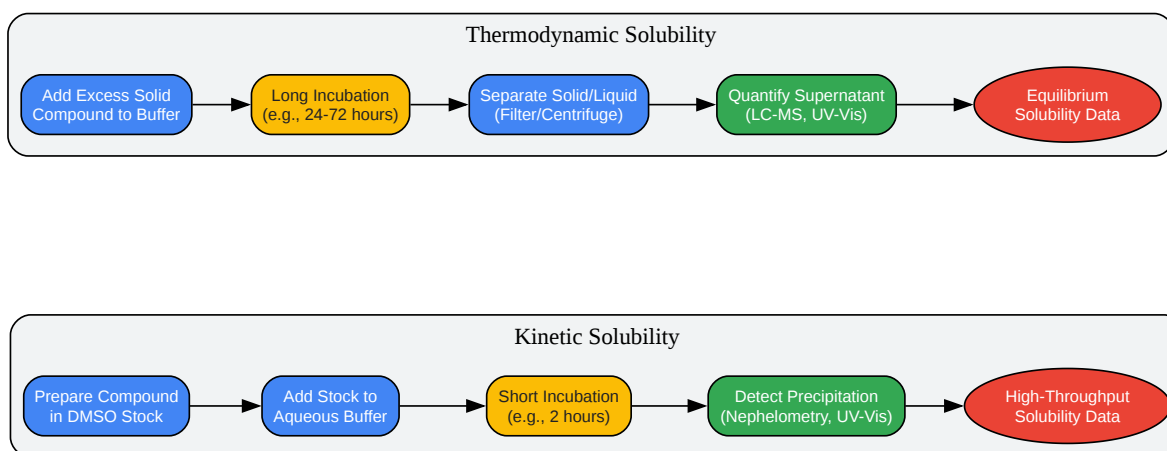 Thermodynamic Solubility
Add Excess Solid
Compound to Buffer
Long Incubation
(e.g., 24-72 hours)
Separate Solid/Liquid
(Filter/Centrifuge)
Quantify Supernatant
(LC-MS, UV-Vis)
Equilibrium
Solubility Data
Kinetic Solubility
Prepare Compound
in DMSO Stock
Add Stock to
Aqueous Buffer
Short Incubation
(e.g., 2 hours)
Detect Precipitation
(Nephelometry, UV-Vis)
High-Throughput
Solubility Data